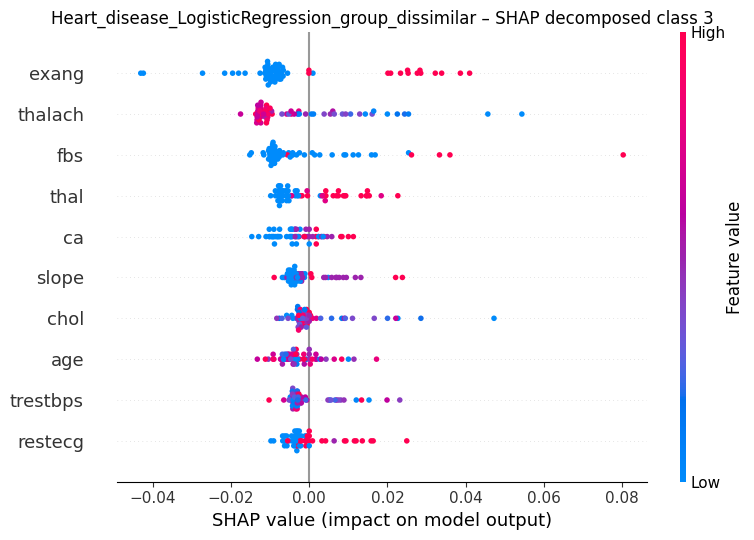 Heart_disease_LogisticRegression_group_dissimilar – SHAP decomposed class 3
High
exang
thalach
fbs
thal
ca
slope
chol
age
trestbps
restecg
Feature value
Low
−0.04 −0.02 0.00 0.02 0.04 0.06 0.08
SHAP value (impact on model output)